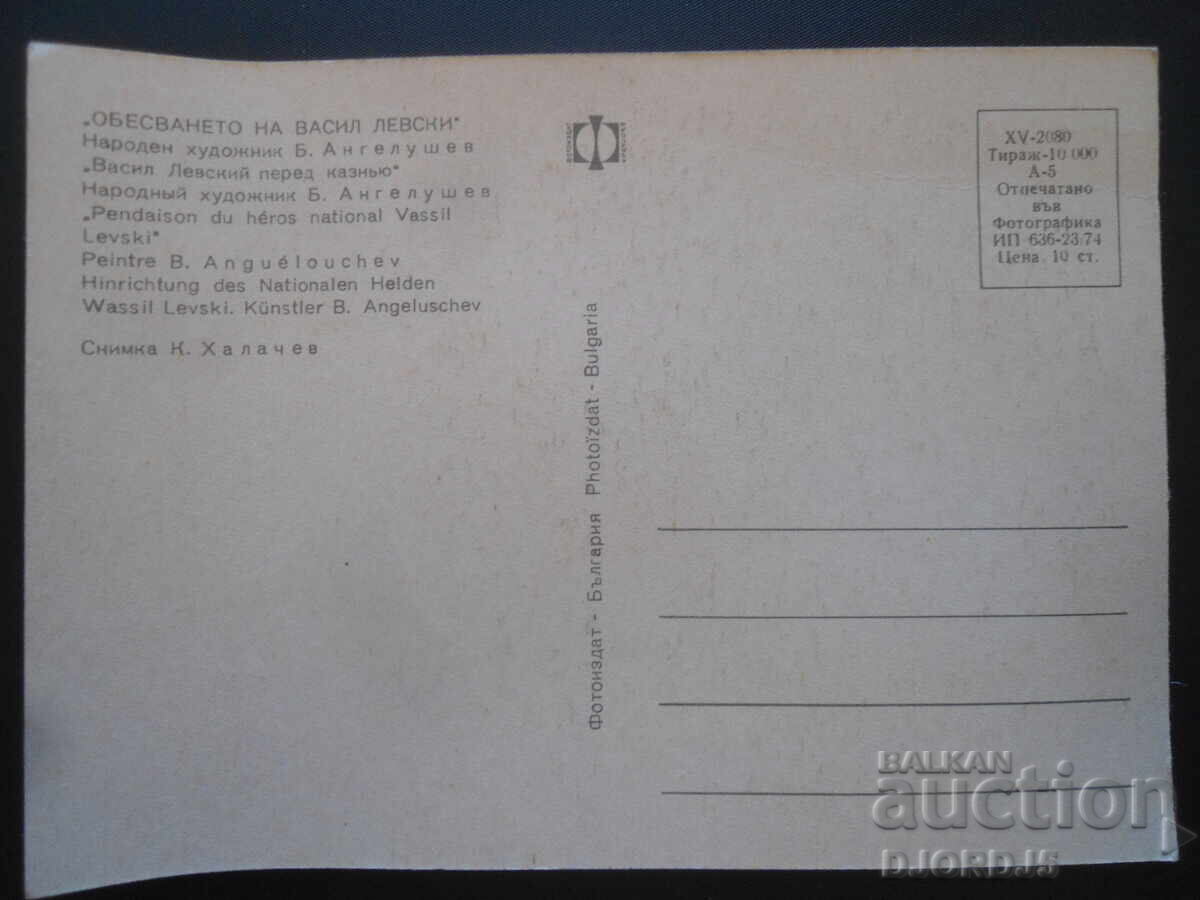 „ОБЕСВАНЕТО НА ВАСИЛ ЛЕВСКИ"
Народен художник Б. Ангелушев
„Васил Левский перед казнью"
Народный художник Б. Ангелушев
„Pendaison du héros national Vassil
Levski"
Peintre B. Anguélouchev
Hinrichtung des Nationalen Helden
Wassil Levski. Künstler B. Angeluschev
Снимка К. Халачев
Фотоиздат - България Photoïzdat - Bulgaria
XV-2080
Тираж-10 000
А-5
Отпечатано
във
Фотографика
ИП 636-23/74
Цена 10 ст.
BALKAN
auction
DJORDJ5